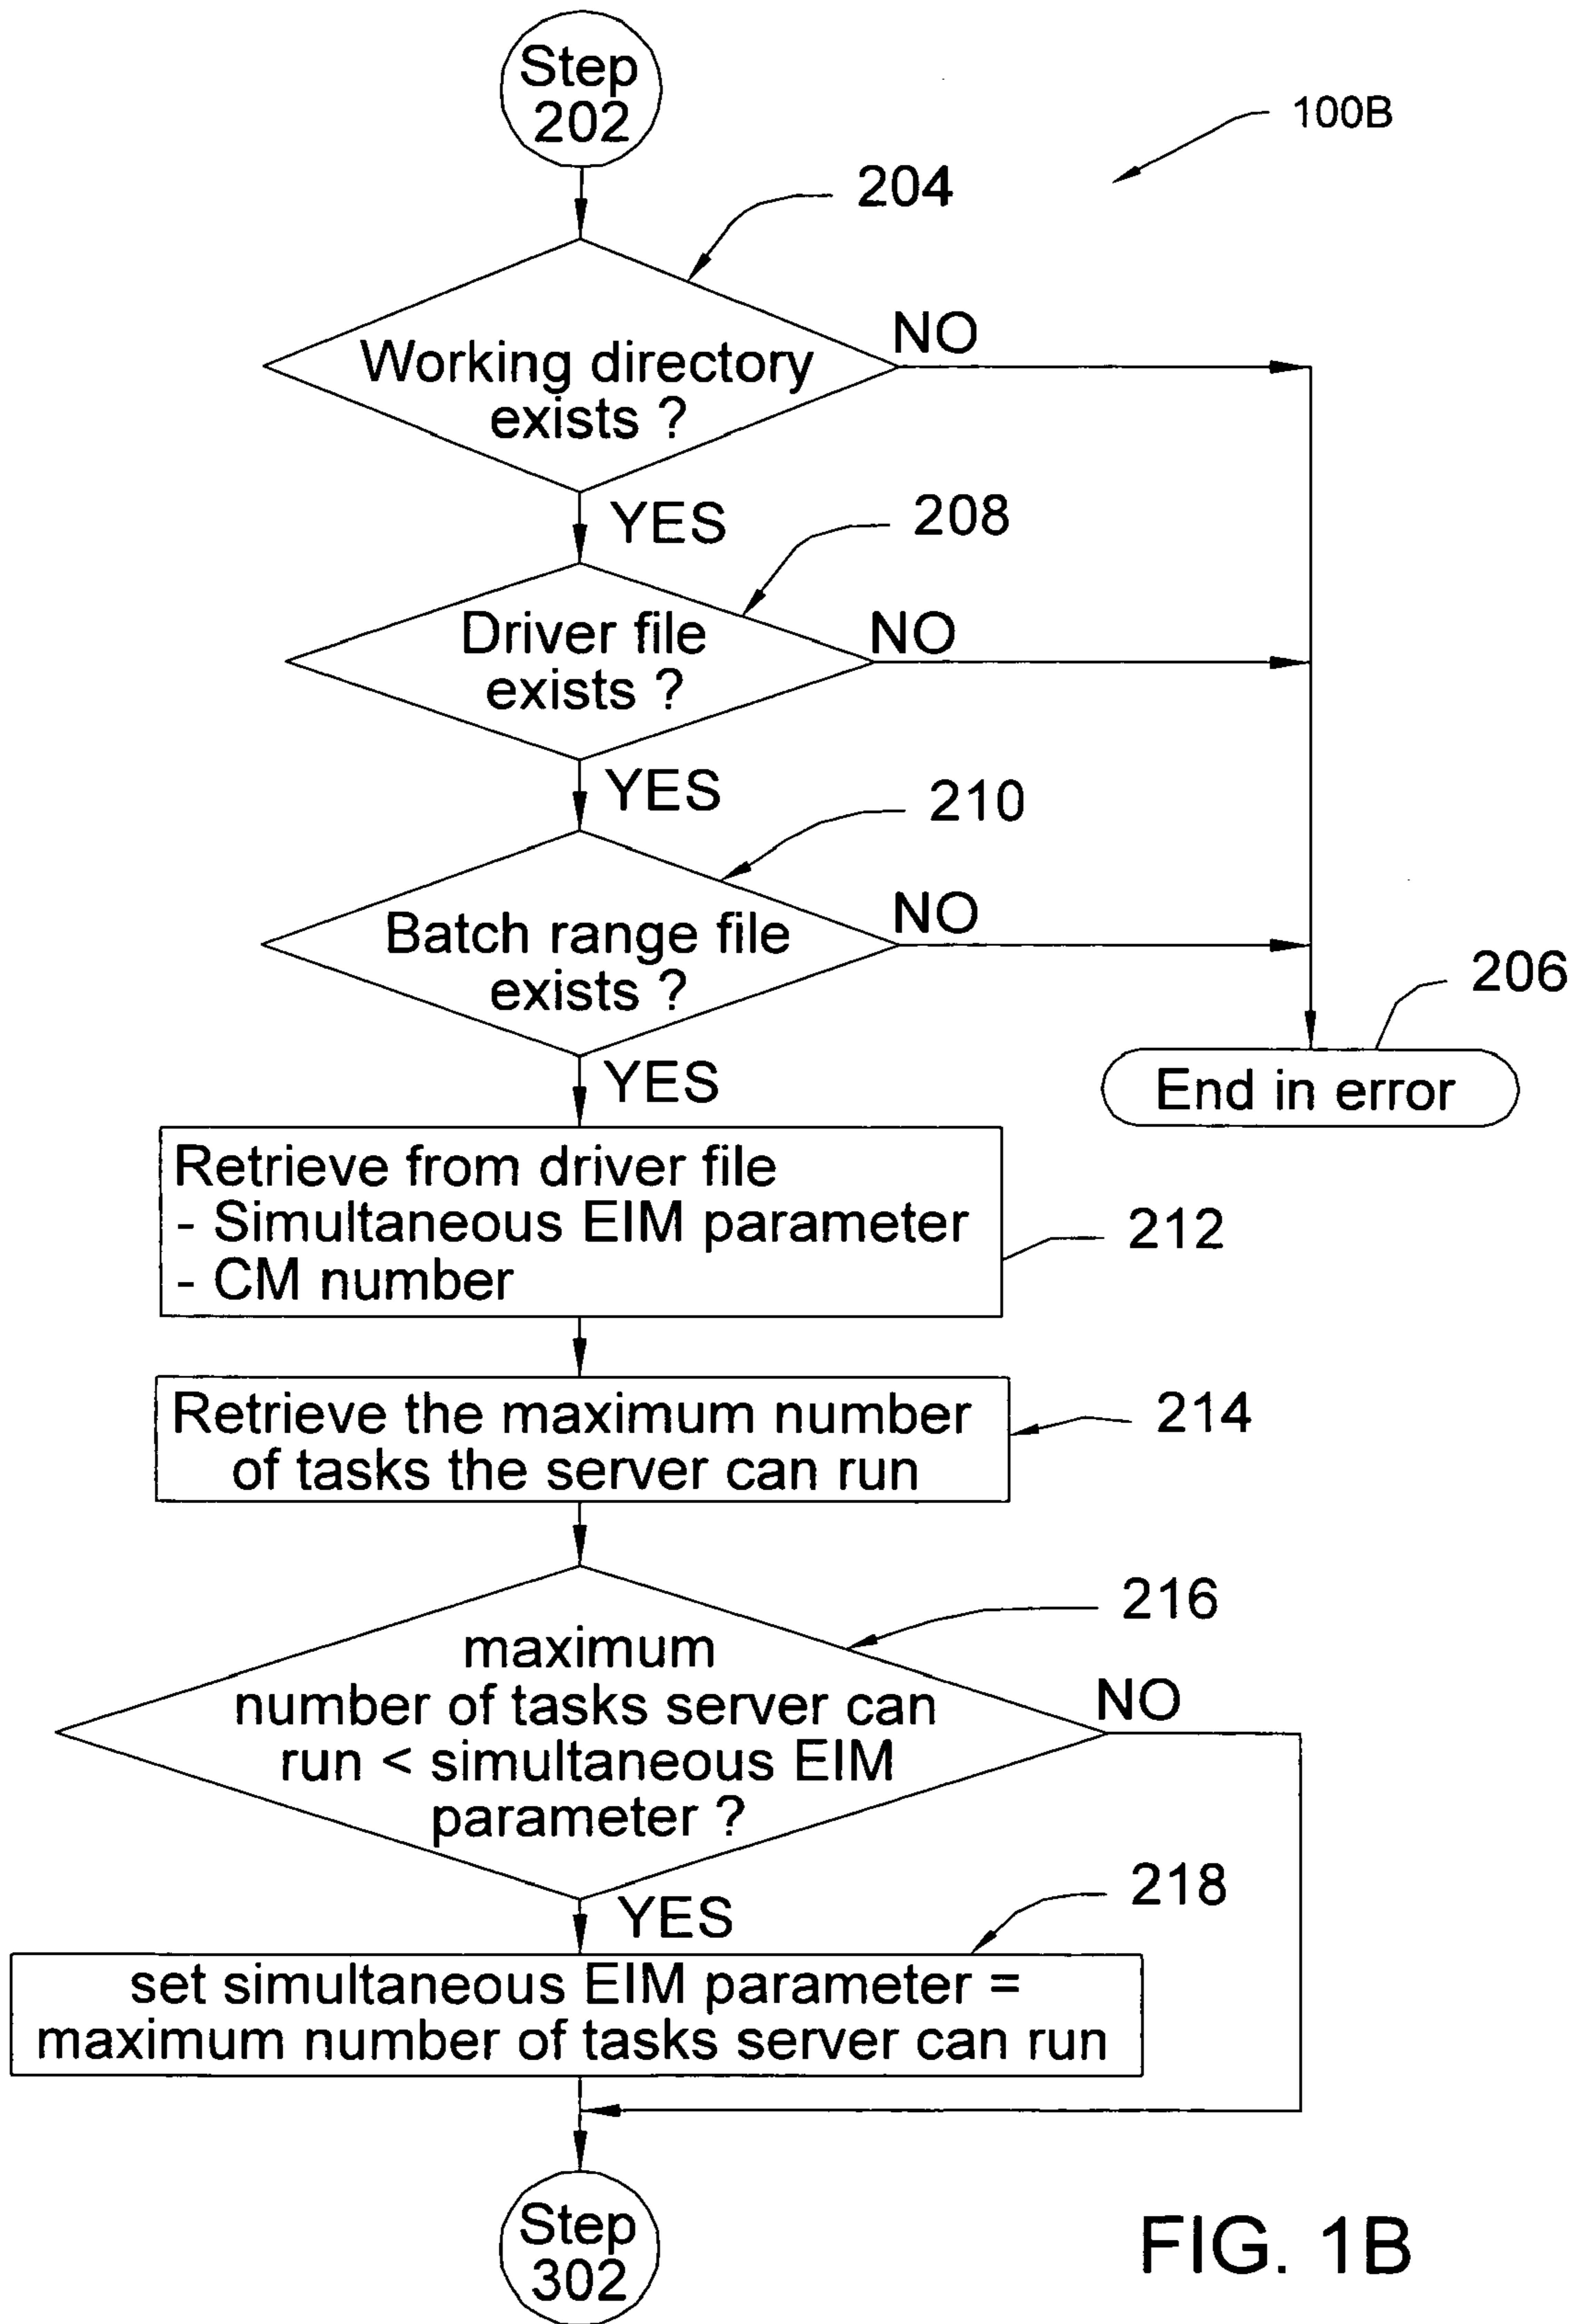 Step
202
100B
204
Working directory
exists ?
NO
YES
208
Driver file
exists ?
NO
YES
210
Batch range file
exists ?
NO
YES
206
End in error
Retrieve from driver file
- Simultaneous EIM parameter
- CM number
212
Retrieve the maximum number
of tasks the server can run
214
216
maximum
number of tasks server can
run < simultaneous EIM
parameter ?
NO
YES
218
set simultaneous EIM parameter =
maximum number of tasks server can run
Step
302
FIG. 1B